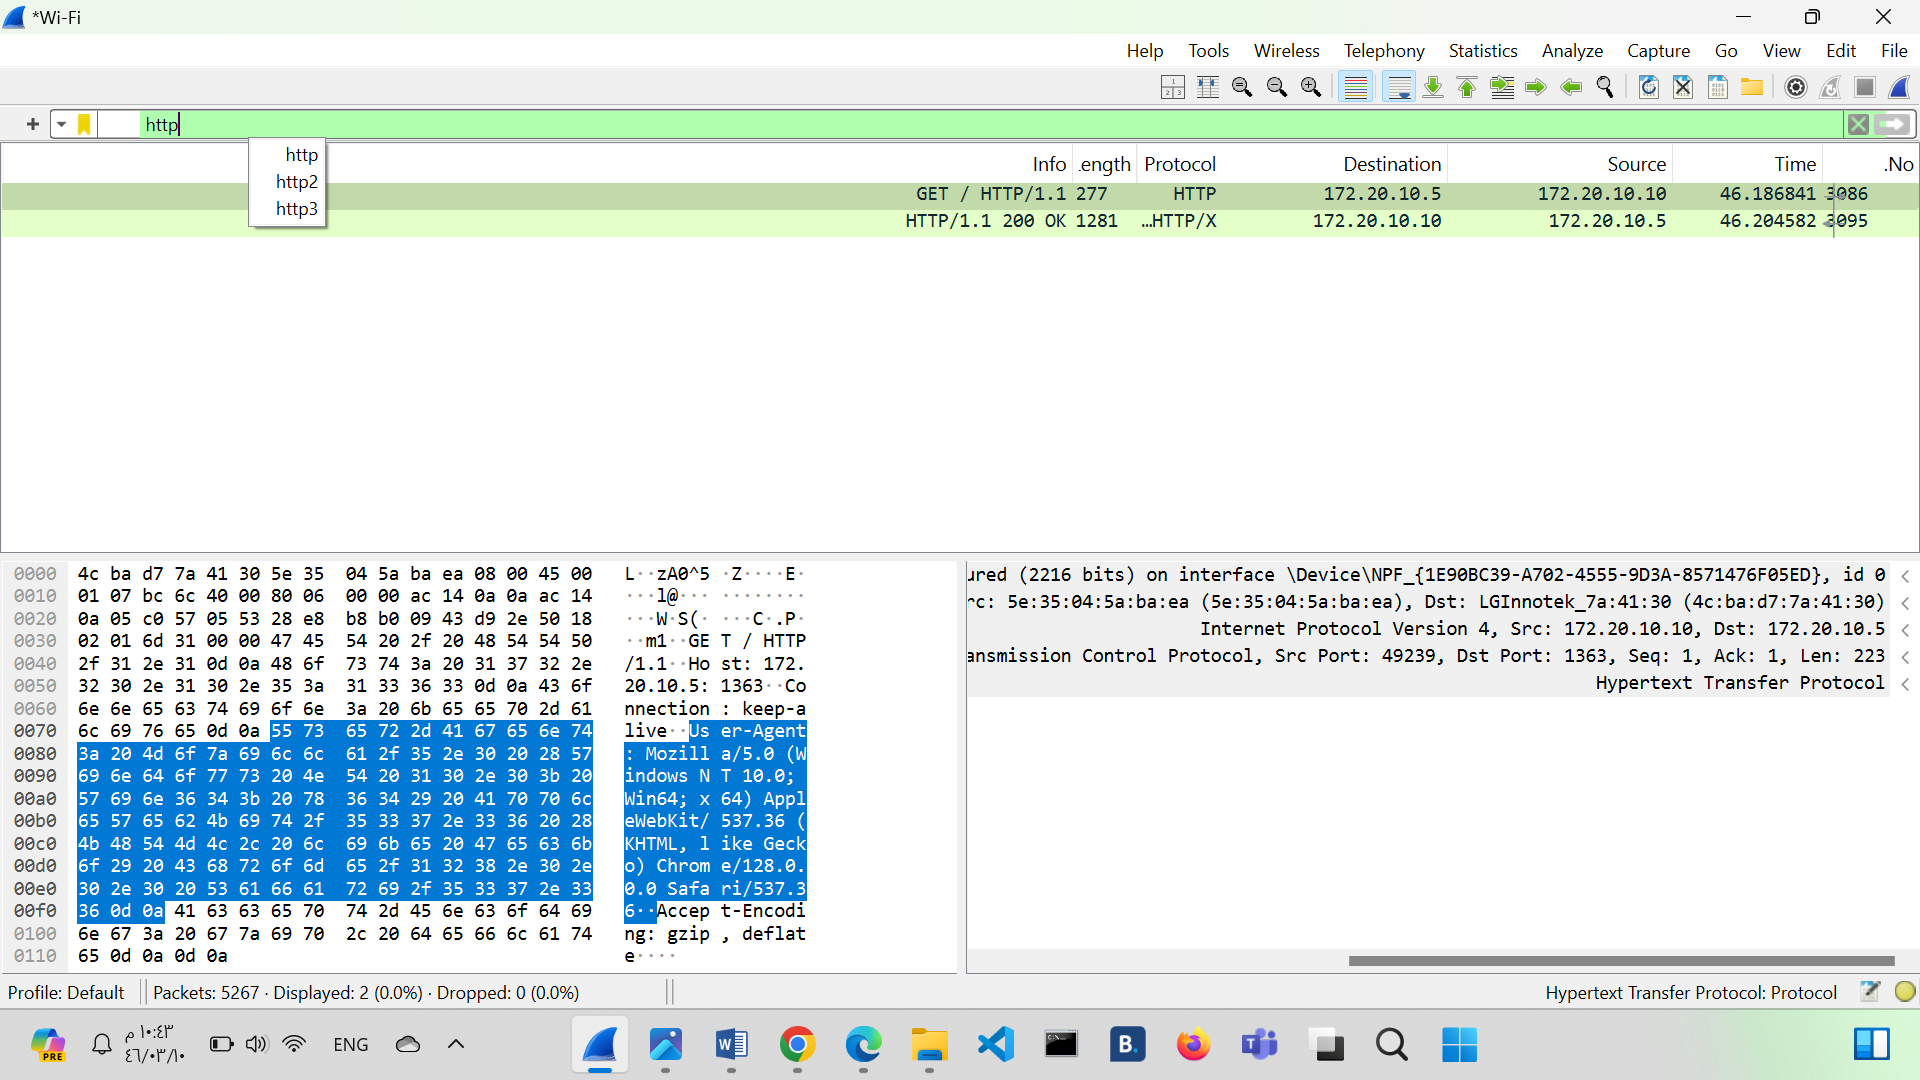 *Wi-Fi
Help Tools Wireless Telephony Statistics Analyze Capture Go View Edit File
http
http
http2
http3
Info .ength Protocol Destination Source Time .No
GET / HTTP/1.1 277 HTTP 172.20.10.5 172.20.10.10 46.186841 3086
HTTP/1.1 200 OK 1281 …HTTP/X 172.20.10.10 172.20.10.5 46.204582 3095
0000 4c ba d7 7a 41 30 5e 35 04 5a ba ea 08 00 45 00 L··zA0^5 ·Z····E·
0010 01 07 bc 6c 40 00 80 06 00 00 ac 14 0a 0a ac 14 ···l@··· ········
0020 0a 05 c0 57 05 53 28 e8 b8 b0 09 43 d9 2e 50 18 ···W·S(· ···C·.P·
0030 02 01 6d 31 00 00 47 45 54 20 2f 20 48 54 54 50 ··m1··GE T / HTTP
0040 2f 31 2e 31 0d 0a 48 6f 73 74 3a 20 31 37 32 2e /1.1··Ho st: 172.
0050 32 30 2e 31 30 2e 35 3a 31 33 36 33 0d 0a 43 6f 20.10.5: 1363··Co
0060 6e 6e 65 63 74 69 6f 6e 3a 20 6b 65 65 70 2d 61 nnection : keep-a
0070 6c 69 76 65 0d 0a 55 73 65 72 2d 41 67 65 6e 74 live··Us er-Agent
0080 3a 20 4d 6f 7a 69 6c 6c 61 2f 35 2e 30 20 28 57 : Mozill a/5.0 (W
0090 69 6e 64 6f 77 73 20 4e 54 20 31 30 2e 30 3b 20 indows N T 10.0;
00a0 57 69 6e 36 34 3b 20 78 36 34 29 20 41 70 70 6c Win64; x 64) Appl
00b0 65 57 65 62 4b 69 74 2f 35 33 37 2e 33 36 20 28 eWebKit/ 537.36 (
00c0 4b 48 54 4d 4c 2c 20 6c 69 6b 65 20 47 65 63 6b KHTML, l ike Geck
00d0 6f 29 20 43 68 72 6f 6d 65 2f 31 32 38 2e 30 2e o) Chrom e/128.0.
00e0 30 2e 30 20 53 61 66 61 72 69 2f 35 33 37 2e 33 0.0 Safa ri/537.3
00f0 36 0d 0a 41 63 63 65 70 74 2d 45 6e 63 6f 64 69 6··Accep t-Encodi
0100 6e 67 3a 20 67 7a 69 70 2c 20 64 65 66 6c 61 74 ng: gzip , deflat
0110 65 0d 0a 0d 0a e····
ured (2216 bits) on interface \Device\NPF_{1E90BC39-A702-4555-9D3A-8571476F05ED}, id 0
rc: 5e:35:04:5a:ba:ea (5e:35:04:5a:ba:ea), Dst: LGInnotek_7a:41:30 (4c:ba:d7:7a:41:30)
Internet Protocol Version 4, Src: 172.20.10.10, Dst: 172.20.10.5
ansmission Control Protocol, Src Port: 49239, Dst Port: 1363, Seq: 1, Ack: 1, Len: 223
Hypertext Transfer Protocol
Profile: Default Packets: 5267 · Displayed: 2 (0.0%) · Dropped: 0 (0.0%) Hypertext Transfer Protocol: Protocol
PRE
١٠:٤٣ م
٤٦/٠٣/١٠
ENG
B.